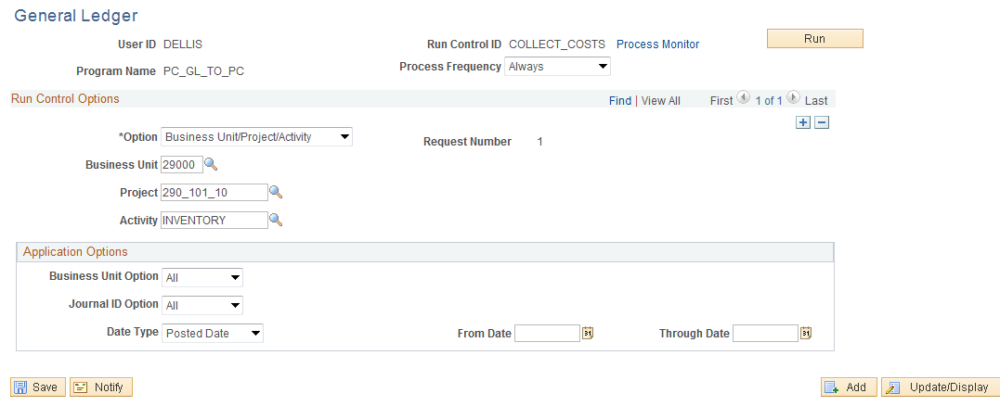 General Ledger
User ID DELLIS Run Control ID COLLECT_COSTS Process Monitor Run
Program Name PC_GL_TO_PC Process Frequency Always
Run Control Options Find | View All First 1 of 1 Last
*Option Business Unit/Project/Activity Request Number 1
Business Unit 29000
Project 290_101_10
Activity INVENTORY
Application Options
Business Unit Option All
Journal ID Option All
Date Type Posted Date From Date 31 Through Date 31
Save Notify Add Update/Display